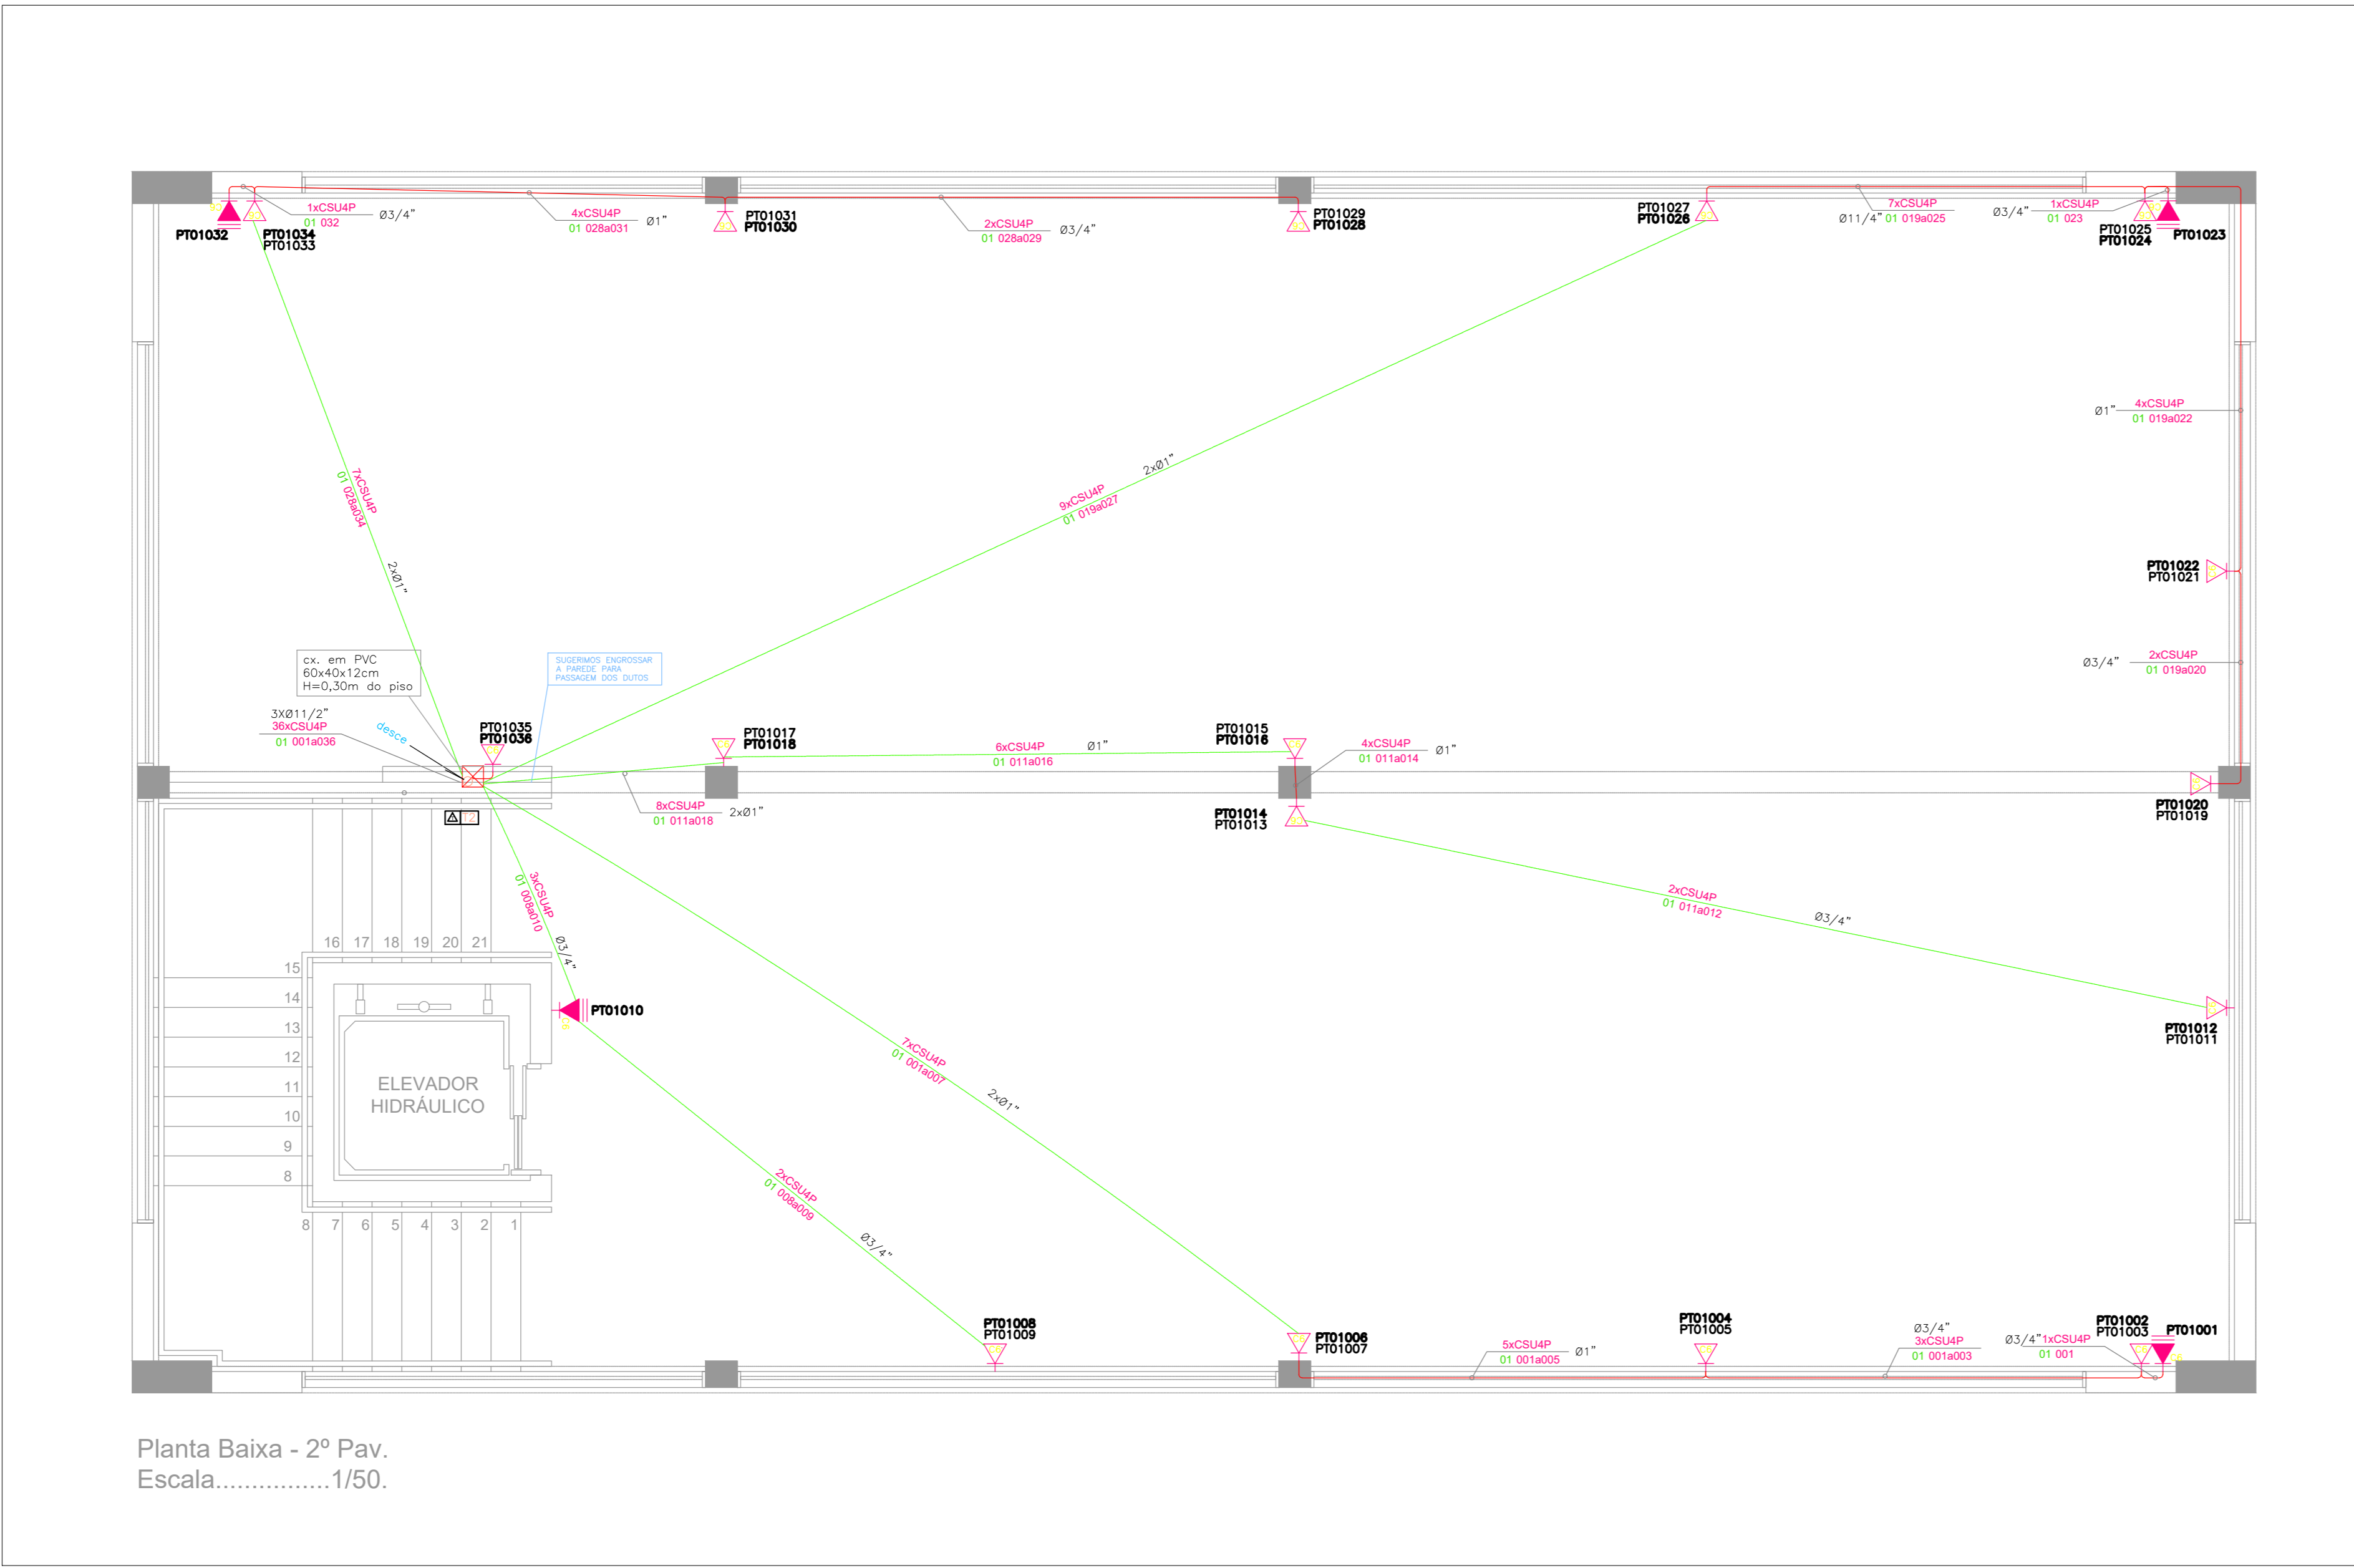 1xCSU4P
01 032
Ø3/4"
PT01032
PT01034
PT01033
4xCSU4P
01 028a031
Ø1"
PT01031
PT01030
2xCSU4P
01 028a029
Ø3/4"
PT01029
PT01028
PT01027
PT01026
7xCSU4P
Ø11/4" 01 019a025
1xCSU4P
Ø3/4" 01 023
PT01025
PT01024
PT01023
4xCSU4P
Ø1"
01 019a022
7xCSU4P
01 028a034
2xØ1"
9xCSU4P
01 019a027
2xØ1"
PT01022
PT01021
cx. em PVC
60x40x12cm
H=0,30m do piso
SUGERIMOS ENGROSSAR
A PAREDE PARA
PASSAGEM DOS DUTOS
2xCSU4P
Ø3/4"
01 019a020
3XØ11/2"
36xCSU4P
01 001a036
desce
PT01035
PT01036
PT01017
PT01018
6xCSU4P
01 011a016
Ø1"
PT01015
PT01016
4xCSU4P
01 011a014
Ø1"
8xCSU4P
01 011a018
2xØ1"
T2
PT01014
PT01013
PT01020
PT01019
3xCSU4P
01 008a010
Ø3/4"
2xCSU4P
01 011a012
Ø3/4"
16 17 18 19 20 21
15
14
13
12
11
10
9
8
ELEVADOR
HIDRÁULICO
8 7 6 5 4 3 2 1
PT01010
PT01012
PT01011
7xCSU4P
01 001a007
2xØ1"
2xCSU4P
01 008a009
Ø3/4"
PT01008
PT01009
PT01006
PT01007
5xCSU4P
01 001a005
Ø1"
PT01004
PT01005
Ø3/4"
3xCSU4P
01 001a003
Ø3/4" 1xCSU4P
01 001
PT01002
PT01003
PT01001
Planta Baixa - 2º Pav.
Escala................1/50.